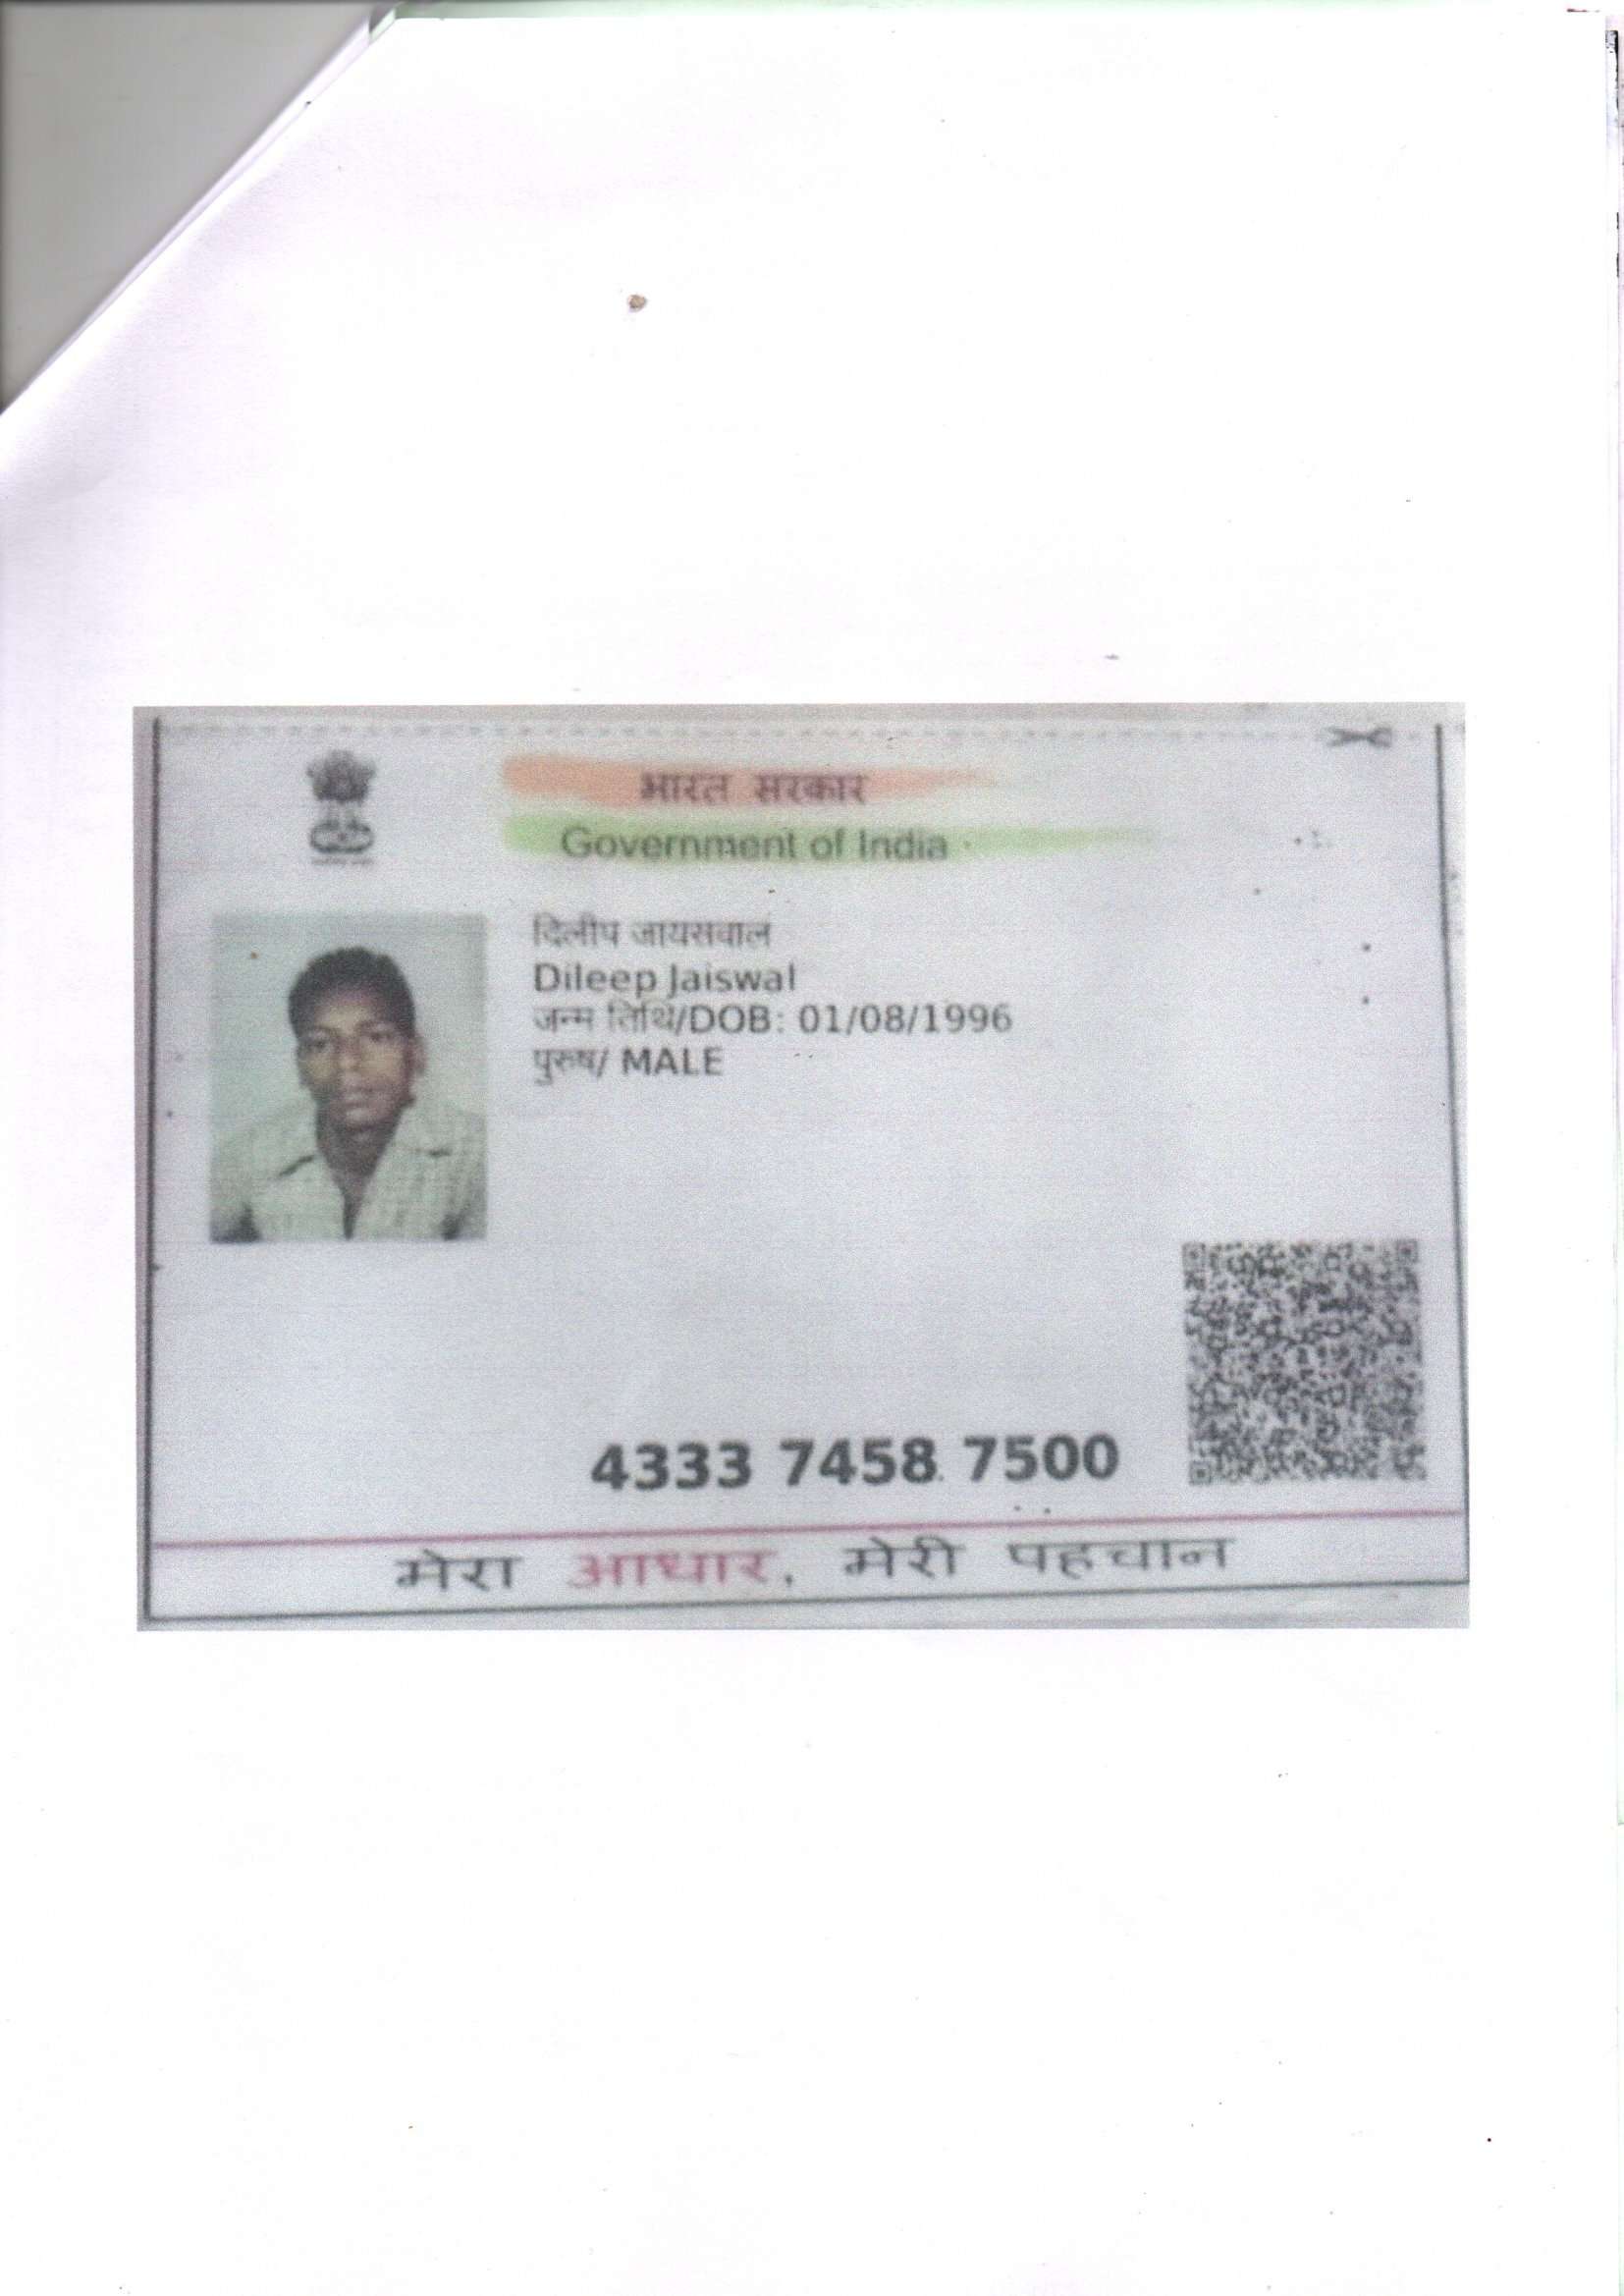 भारत सरकार
Government of India
दिलीप जायसवाल
Dileep Jaiswal
जन्म तिथि/DOB: 01/08/1996
पुरुष/ MALE
4333 7458 7500
मेरा आधार, मेरी पहचान